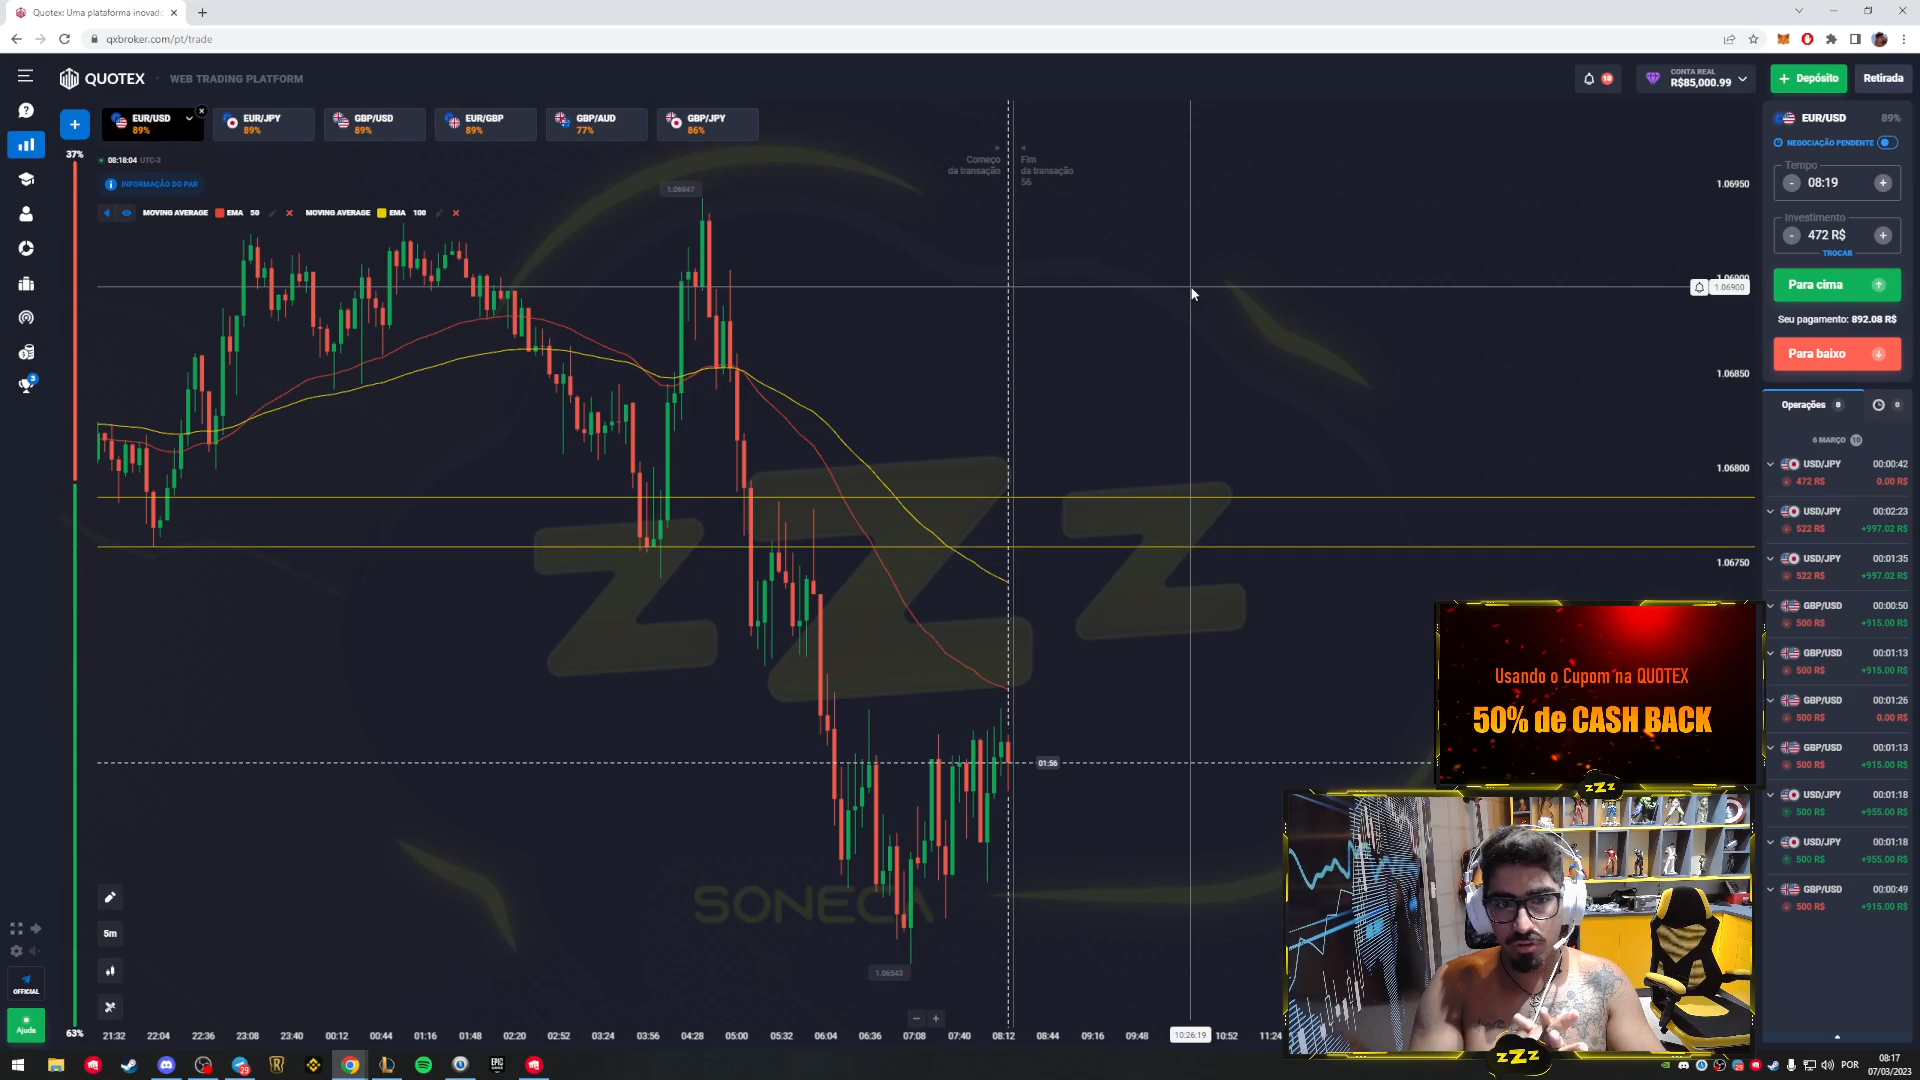 Quotex: Uma plataforma inovad
qxbroker.com/pt/trade
QUOTEX
WEB TRADING PLATFORM
10
CONTA REAL
R$85,000.99
+ Depósito
Retirada
EUR/USD
89%
EUR/JPY
89%
GBP/USD
89%
EUR/GBP
89%
GBP/AUD
77%
GBP/JPY
86%
37%
08:18:04 UTC-3
INFORMAÇÃO DO PAR
MOVING AVERAGE EMA 50
MOVING AVERAGE EMA 100
1.06947
Começo
da transação
Fim
da transação
56
1.06950
1.06900
1.06900
1.06850
1.06800
1.06750
01:56
1.06543
zZz
SONECA
EUR/USD 89%
NEGOCIAÇÃO PENDENTE
Tempo
- 08:19 +
Investimento
- 472 R$ +
TROCAR
Para cima
Seu pagamento: 892.08 R$
Para baixo
Operações 0
0
6 MARÇO 10
USD/JPY 00:00:42
472 R$ 0.00 R$
USD/JPY 00:02:23
522 R$ +997.02 R$
USD/JPY 00:01:35
522 R$ +997.02 R$
GBP/USD 00:00:50
500 R$ +915.00 R$
GBP/USD 00:01:13
500 R$ +915.00 R$
GBP/USD 00:01:26
500 R$ 0.00 R$
GBP/USD 00:01:13
500 R$ +915.00 R$
USD/JPY 00:01:18
500 R$ +955.00 R$
USD/JPY 00:01:18
500 R$ +955.00 R$
GBP/USD 00:00:49
500 R$ +915.00 R$
Usando o Cupom na QUOTEX
50% de CASH BACK
zZz
zZz
3
OFFICIAL
Ajuda
5m
63%
21:32 22:04 22:36 23:08 23:40 00:12 00:44 01:16 01:48 02:20 02:52 03:24 03:56 04:28 05:00 05:32 06:04 06:36 07:08 07:40 08:12 08:44 09:16 09:48 10:26:19 10:52 11:24
29
EPIC GAMES
POR
08:17
07/03/2023